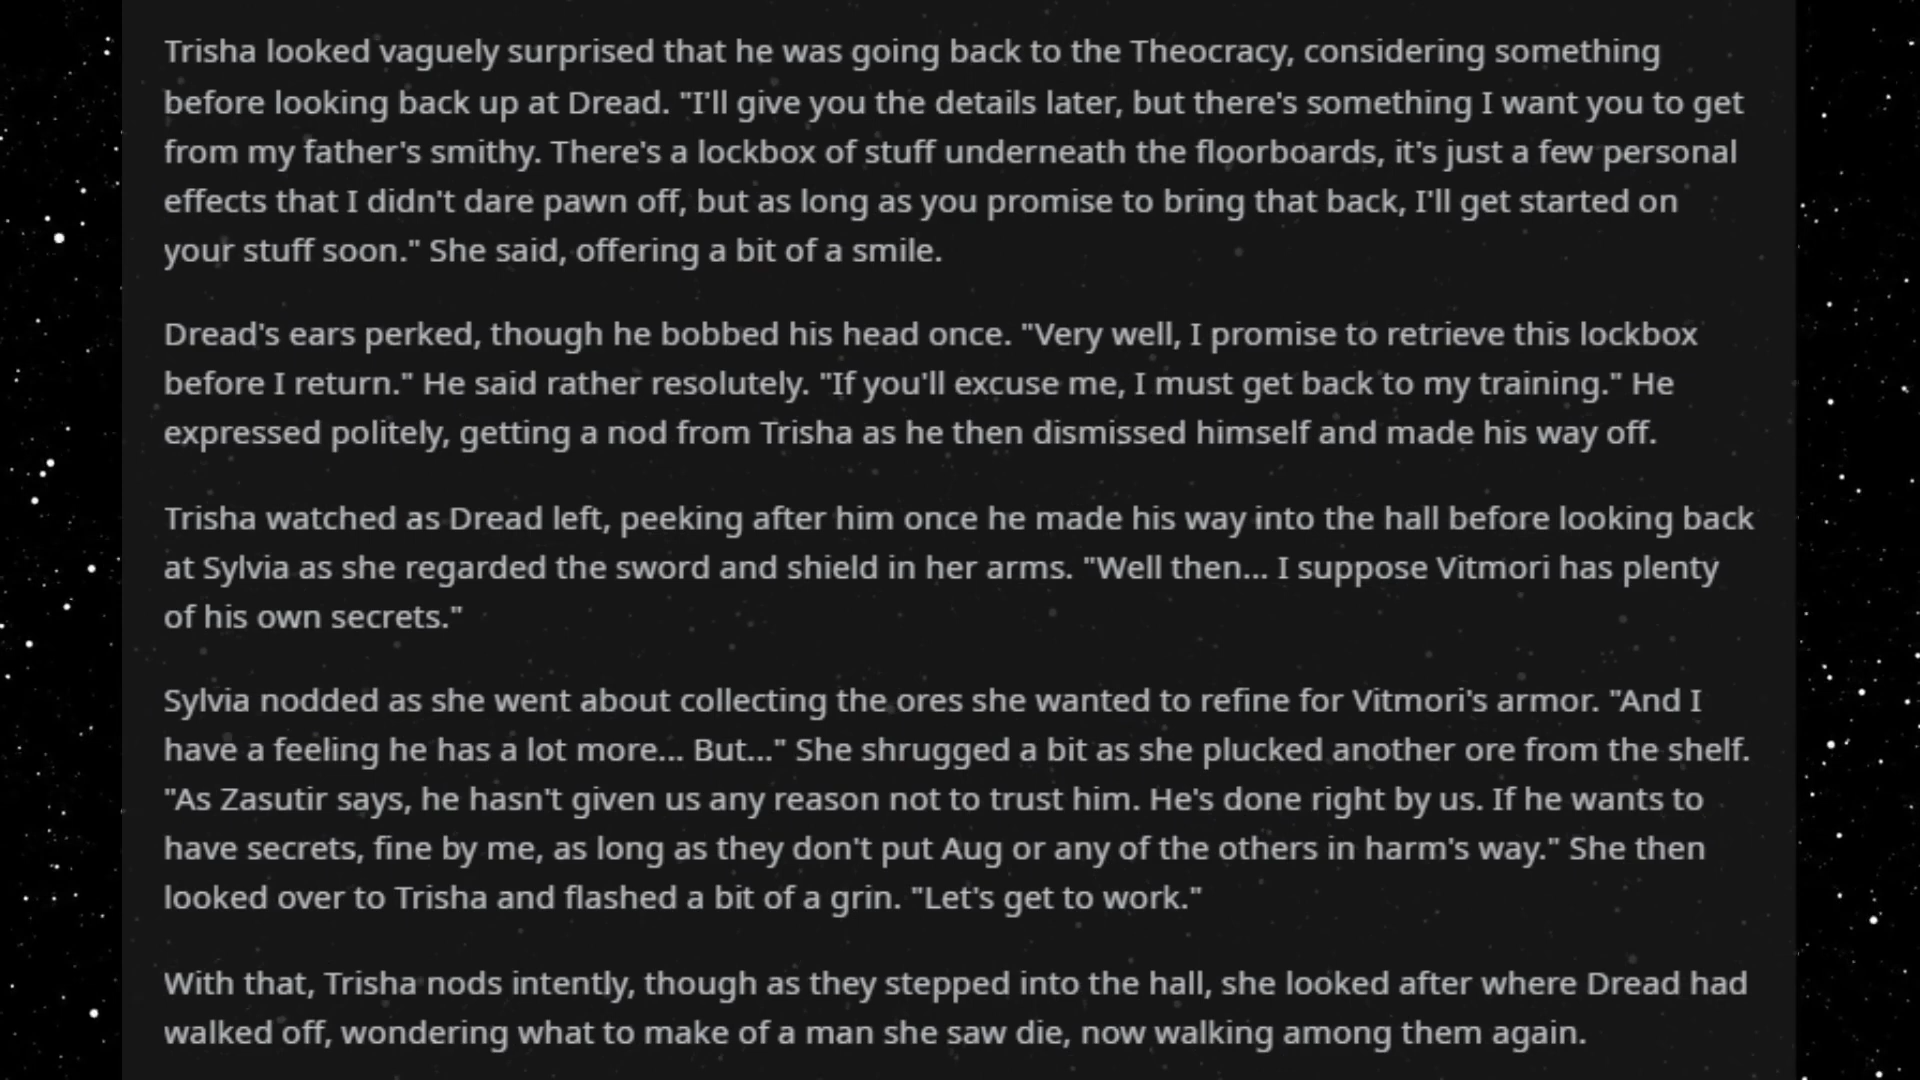 Trisha looked vaguely surprised that he was going back to the Theocracy, considering something
before looking back up at Dread. "I'll give you the details later, but there's something I want you to get
from my father's smithy. There's a lockbox of stuff underneath the floorboards, it's just a few personal
effects that I didn't dare pawn off, but as long as you promise to bring that back, I'll get started on
your stuff soon." She said, offering a bit of a smile.
Dread's ears perked, though he bobbed his head once. "Very well, I promise to retrieve this lockbox
before I return." He said rather resolutely. "If you'll excuse me, I must get back to my training." He
expressed politely, getting a nod from Trisha as he then dismissed himself and made his way off.
Trisha watched as Dread left, peeking after him once he made his way into the hall before looking back
at Sylvia as she regarded the sword and shield in her arms. "Well then... I suppose Vitmori has plenty
of his own secrets."
Sylvia nodded as she went about collecting the ores she wanted to refine for Vitmori's armor. "And I
have a feeling he has a lot more... But..." She shrugged a bit as she plucked another ore from the shelf.
"As Zasutir says, he hasn't given us any reason not to trust him. He's done right by us. If he wants to
have secrets, fine by me, as long as they don't put Aug or any of the others in harm's way." She then
looked over to Trisha and flashed a bit of a grin. "Let's get to work."
With that, Trisha nods intently, though as they stepped into the hall, she looked after where Dread had
walked off, wondering what to make of a man she saw die, now walking among them again.